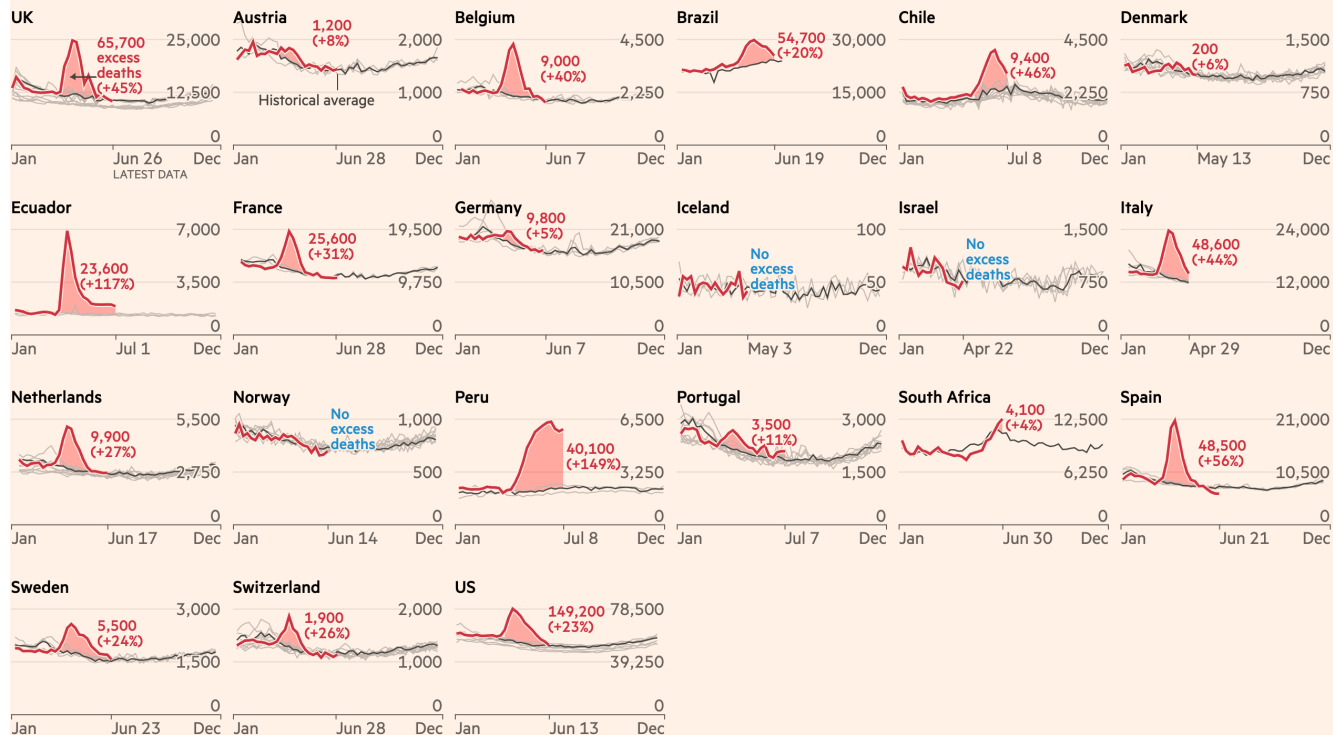 UK
65,700
excess
deaths
(+45%)
25,000
12,500
0
Jan
Jun 26
Dec
LATEST DATA
Austria
1,200
(+8%)
2,000
Historical average
1,000
0
Jan
Jun 28
Dec
Belgium
9,000
(+40%)
4,500
2,250
0
Jan
Jun 7
Dec
Brazil
54,700
(+20%)
30,000
15,000
0
Jan
Jun 19
Dec
Chile
9,400
(+46%)
4,500
2,250
0
Jan
Jul 8
Dec
Denmark
200
(+6%)
1,500
750
0
Jan
May 13
Dec
Ecuador
23,600
(+117%)
7,000
3,500
0
Jan
Jul 1
Dec
France
25,600
(+31%)
19,500
9,750
0
Jan
Jun 28
Dec
Germany
9,800
(+5%)
21,000
10,500
0
Jan
Jun 7
Dec
Iceland
No
excess
deaths
100
50
0
Jan
May 3
Dec
Israel
No
excess
deaths
1,500
750
0
Jan
Apr 22
Dec
Italy
48,600
(+44%)
24,000
12,000
0
Jan
Apr 29
Dec
Netherlands
9,900
(+27%)
5,500
2,750
0
Jan
Jun 17
Dec
Norway
No
excess
deaths
1,000
500
0
Jan
Jun 14
Dec
Peru
40,100
(+149%)
6,500
3,250
0
Jan
Jul 8
Dec
Portugal
3,500
(+11%)
3,000
1,500
0
Jan
Jul 7
Dec
South Africa
4,100
(+4%)
12,500
6,250
0
Jan
Jun 30
Dec
Spain
48,500
(+56%)
21,000
10,500
0
Jan
Jun 21
Dec
Sweden
5,500
(+24%)
3,000
1,500
0
Jan
Jun 23
Dec
Switzerland
1,900
(+26%)
2,000
1,000
0
Jan
Jun 28
Dec
US
149,200
(+23%)
78,500
39,250
0
Jan
Jun 13
Dec